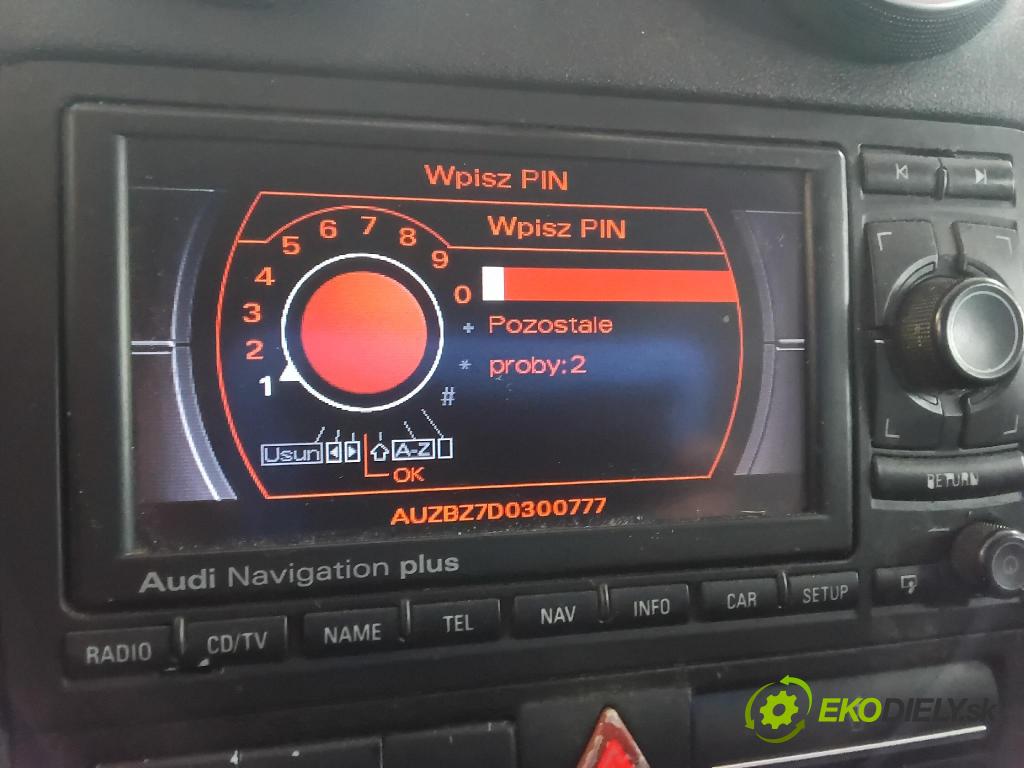 Wpisz PIN
Wpisz PIN
1 2 3 4 5 6 7 8 9 0 + * #
Pozostale
proby:2
Usun A-Z
OK
AUZBZ7D0300777
Audi Navigation plus
RETURN
RADIO CD/TV NAME TEL NAV INFO CAR SETUP
EKODIELY.sk